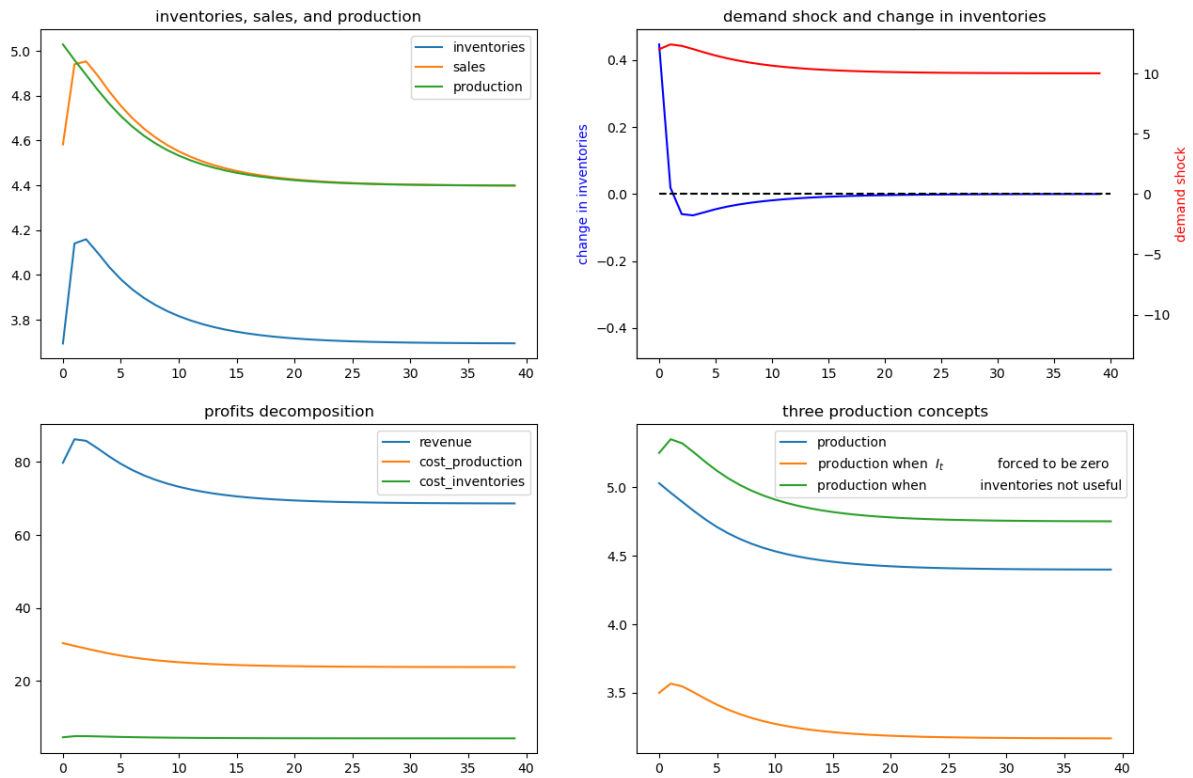 inventories, sales, and production
5.0
4.8
4.6
4.4
4.2
4.0
3.8
inventories
sales
production
0 5 10 15 20 25 30 35 40
demand shock and change in inventories
change in inventories
0.4
0.2
0.0
−0.2
−0.4
10
5
0
−5
−10
demand shock
0 5 10 15 20 25 30 35 40
profits decomposition
80
60
40
20
revenue
cost_production
cost_inventories
0 5 10 15 20 25 30 35 40
three production concepts
5.0
4.5
4.0
3.5
production
production when I_t forced to be zero
production when inventories not useful
0 5 10 15 20 25 30 35 40